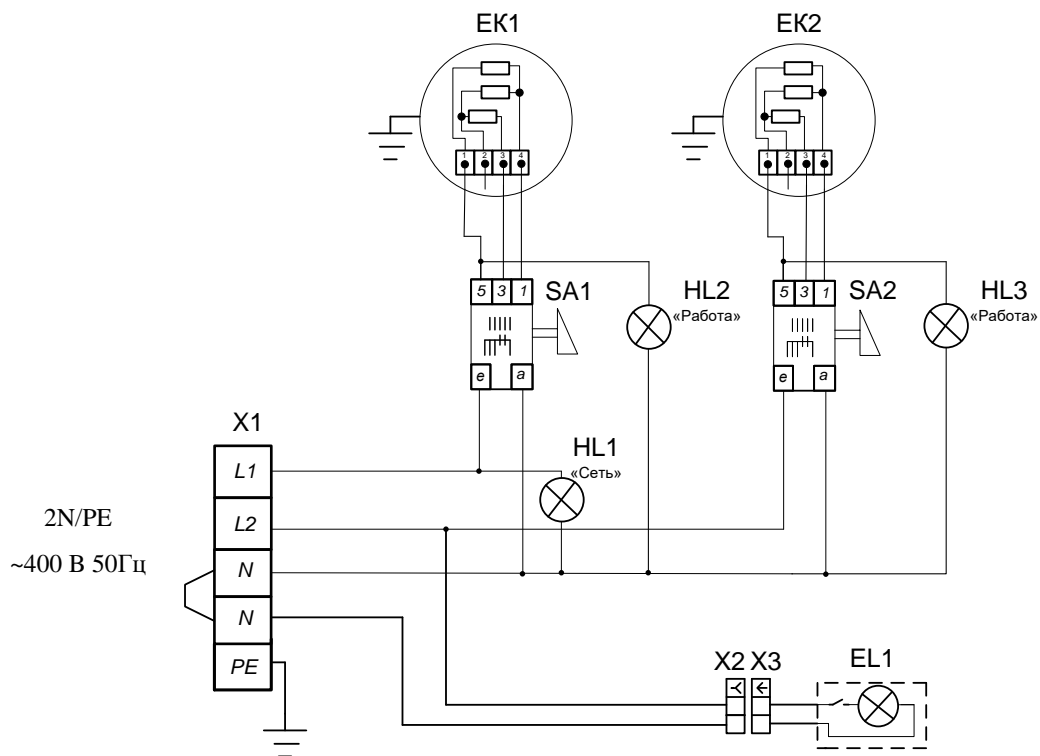 ЕК1 ЕК2
1 2 3 4 1 2 3 4
5 3 1 SA1 HL2 5 3 1 SA2 HL3
«Работа» «Работа»
e a e a
X1
L1 HL1
«Сеть»
2N/PE L2
~400 В 50Гц N
N
X2 X3 EL1
PE